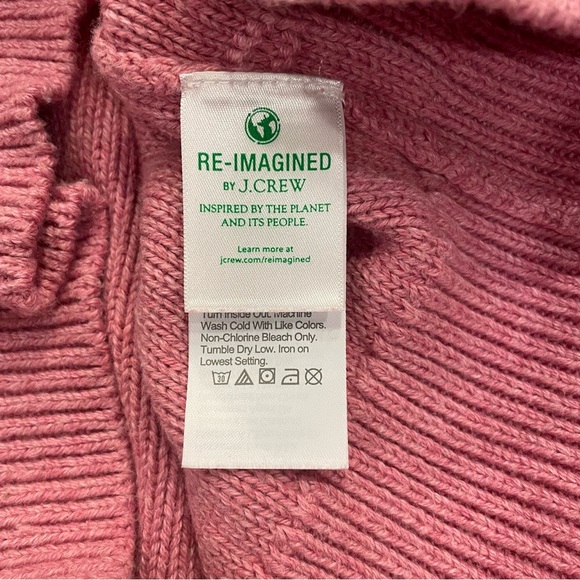 RE-IMAGINED
BY J.CREW
INSPIRED BY THE PLANET
AND ITS PEOPLE.
Learn more at
jcrew.com/reimagined
Turn Inside Out. Machine
Wash Cold With Like Colors.
Non-Chlorine Bleach Only.
Tumble Dry Low. Iron on
Lowest Setting.
30